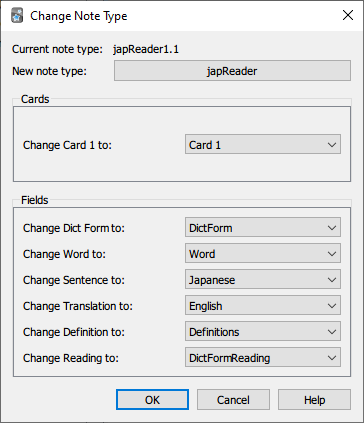 Change Note Type
Current note type: japReader1.1
New note type: japReader
Cards
Change Card 1 to: Card 1
Fields
Change Dict Form to: DictForm
Change Word to: Word
Change Sentence to: Japanese
Change Translation to: English
Change Definition to: Definitions
Change Reading to: DictFormReading
OK Cancel Help